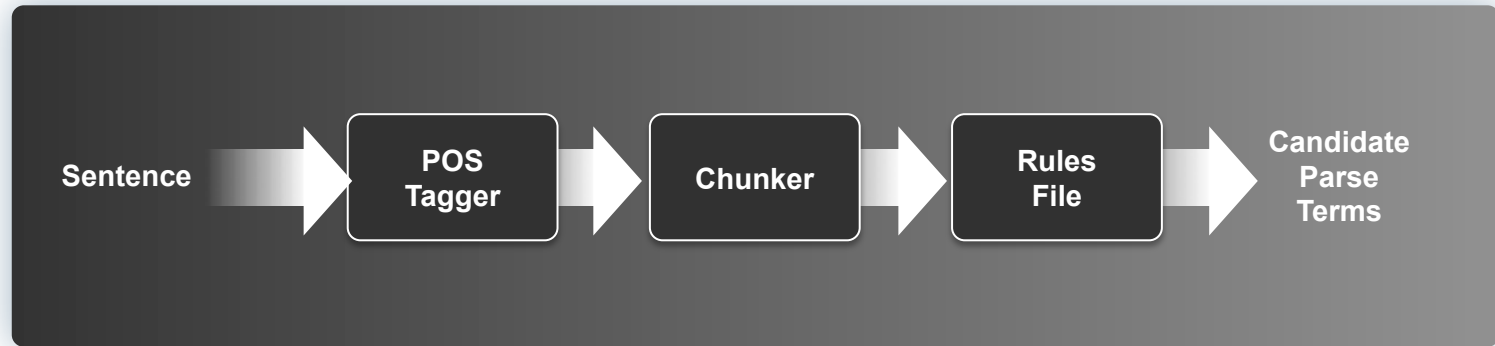 Sentence
POS
Tagger
Chunker
Rules
File
Candidate
Parse
Terms